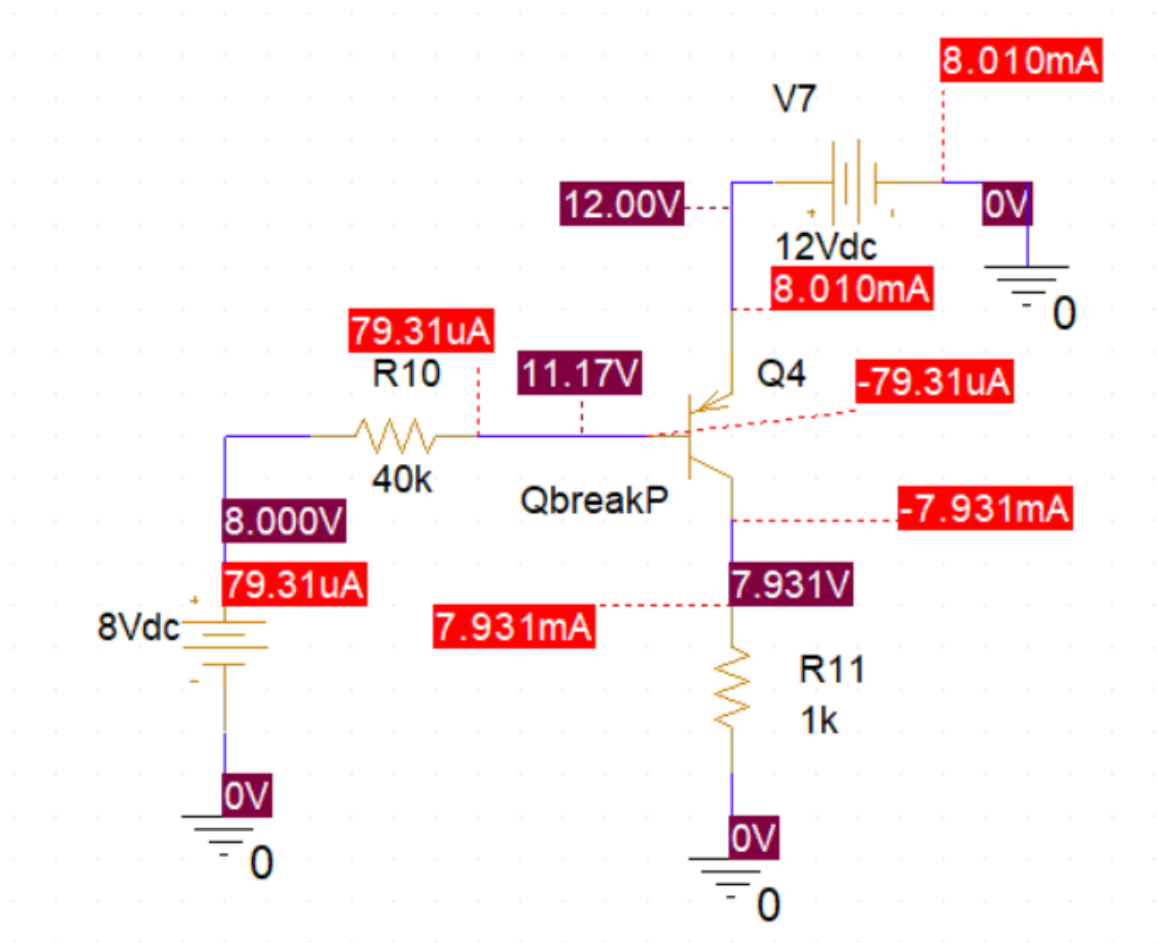 8.010mA
V7
12.00V
0V
+
-
12Vdc
8.010mA
0
79.31uA
R10
11.17V
Q4
-79.31uA
40k
QbreakP
8.000V
-7.931mA
79.31uA
7.931V
+
8Vdc
7.931mA
-
R11
1k
0V
0
0V
0